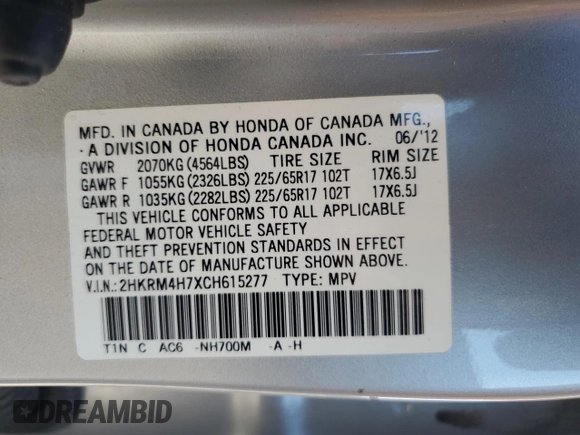 MFD. IN CANADA BY HONDA OF CANADA MFG.,
A DIVISION OF HONDA CANADA INC. 06/'12
GVWR 2070KG (4564LBS) TIRE SIZE RIM SIZE
GAWR F 1055KG (2326LBS) 225/65R17 102T 17X6.5J
GAWR R 1035KG (2282LBS) 225/65R17 102T 17X6.5J
THIS VEHICLE CONFORMS TO ALL APPLICABLE
FEDERAL MOTOR VEHICLE SAFETY
AND THEFT PREVENTION STANDARDS IN EFFECT
ON THE DATE OF MANUFACTURE SHOWN ABOVE.
V.I.N.:2HKRM4H7XCH615277 TYPE: MPV
T1N C AC6 -NH700M -A -H
DREAMBID